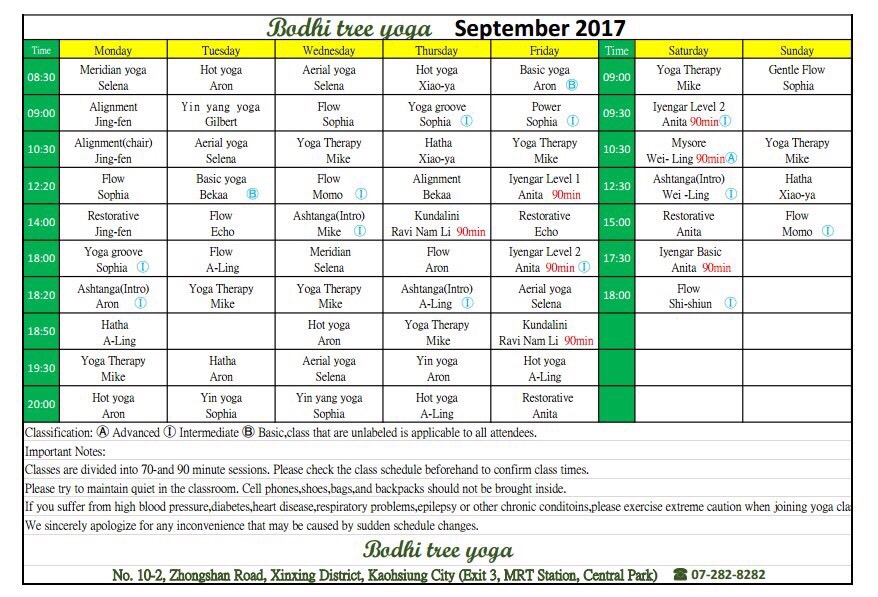 Bodhi tree yoga September 2017
Time Monday Tuesday Wednesday Thursday Friday Time Saturday Sunday
08:30 Meridian yoga Hot yoga Aerial yoga Hot yoga Basic yoga 09:00 Yoga Therapy Gentle Flow
Selena Aron Selena Xiao-ya Aron Ⓑ Mike Sophia
09:00 Alignment Yin yang yoga Flow Yoga groove Power 09:30 Iyengar Level 2
Jing-fen Gilbert Sophia Sophia Ⓘ Sophia Ⓘ Anita 90minⒾ
10:30 Alignment(chair) Aerial yoga Yoga Therapy Hatha Yoga Therapy 10:30 Mysore Yoga Therapy
Jing-fen Selena Mike Xiao-ya Mike Wei- Ling 90minⒶ Mike
12:20 Flow Basic yoga Flow Alignment Iyengar Level 1 12:30 Ashtanga(Intro) Hatha
Sophia Bekaa Ⓑ Momo Ⓘ Bekaa Anita 90min Wei -Ling Ⓘ Xiao-ya
14:00 Restorative Flow Ashtanga(Intro) Kundalini Restorative 15:00 Restorative Flow
Jing-fen Echo Mike Ⓘ Ravi Nam Li 90min Echo Anita Momo Ⓘ
18:00 Yoga groove Flow Meridian Flow Iyengar Level 2 17:30 Iyengar Basic
Sophia Ⓘ A-Ling Selena Aron Anita 90min Ⓘ Anita 90min
18:20 Ashtanga(Intro) Yoga Therapy Yoga Therapy Ashtanga(Intro) Aerial yoga 18:00 Flow
Aron Ⓘ Mike Mike A-Ling Ⓘ Selena Shi-shiun Ⓘ
18:50 Hatha Hot yoga Yoga Therapy Kundalini
A-Ling Aron Mike Ravi Nam Li 90min
19:30 Yoga Therapy Hatha Aerial yoga Yin yoga Hot yoga
Mike Aron Selena Aron A-Ling
20:00 Hot yoga Yin yoga Yin yang yoga Hot yoga Restorative
Aron Sophia Sophia A-Ling Anita
Classification: Ⓐ Advanced Ⓘ Intermediate Ⓑ Basic,class that are unlabeled is applicable to all attendees.
Important Notes:
Classes are divided into 70-and 90 minute sessions. Please check the class schedule beforehand to confirm class times.
Please try to maintain quiet in the classroom. Cell phones,shoes,bags,and backpacks should not be brought inside.
If you suffer from high blood pressure,diabetes,heart disease,respiratory problems,epilepsy or other chronic conditoins,please exercise extreme caution when joining yoga cla
We sincerely apologize for any inconvenience that may be caused by sudden schedule changes.
Bodhi tree yoga
No. 10-2, Zhongshan Road, Xinxing District, Kaohsiung City (Exit 3, MRT Station, Central Park) ☎ 07-282-8282